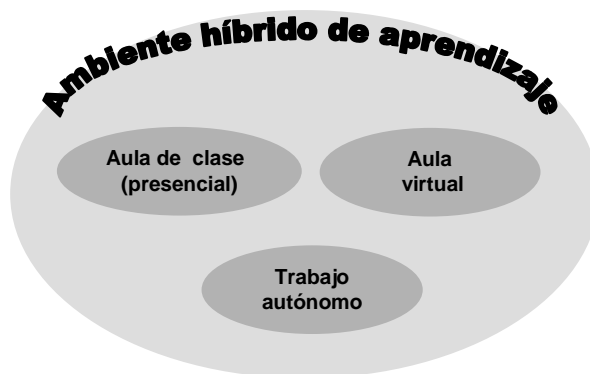 Ambiente híbrido de aprendizaje
Aula de clase
(presencial)
Aula
virtual
Trabajo
autónomo